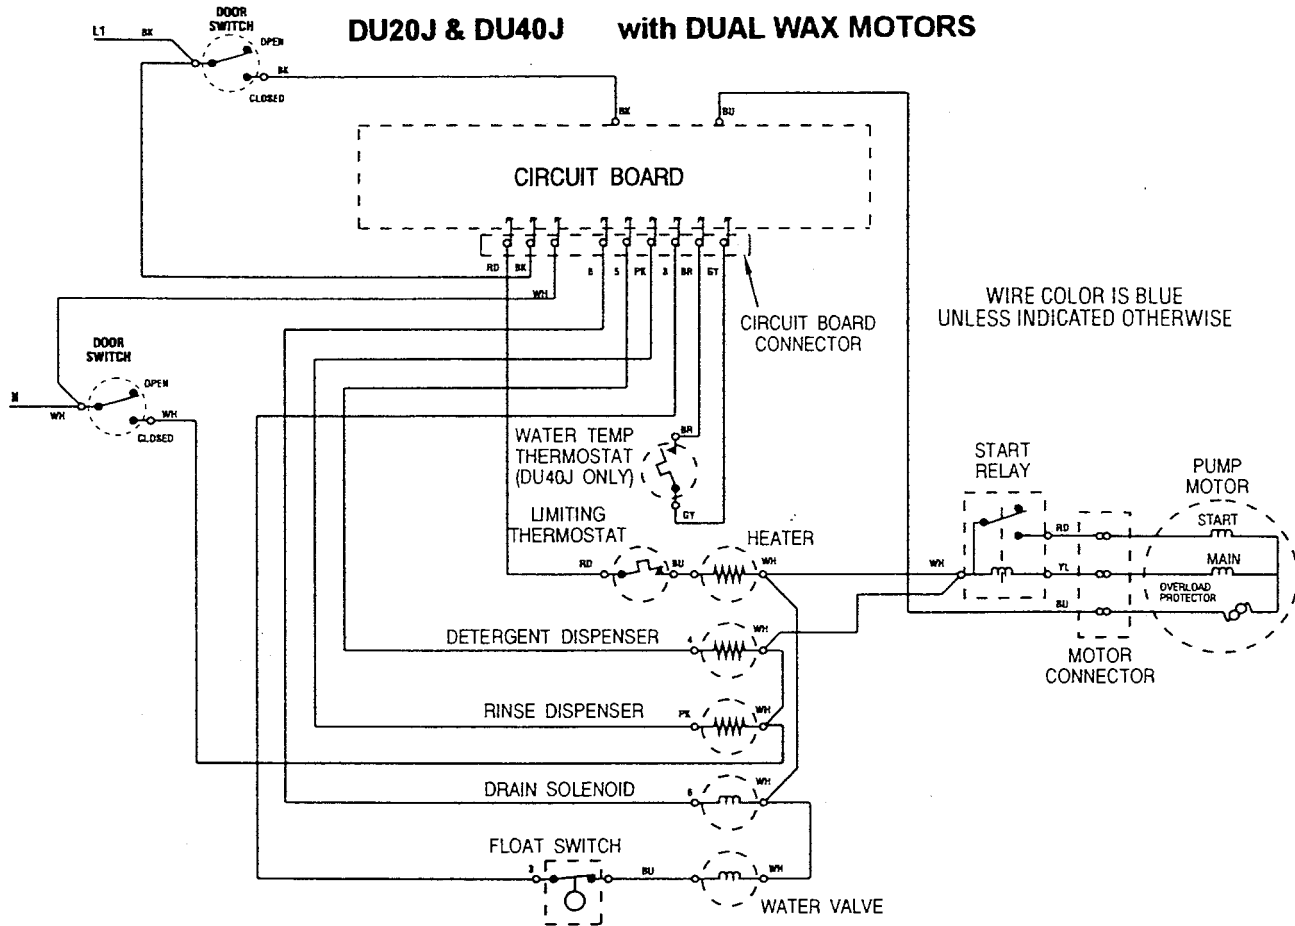 DU20J & DU40J with DUAL WAX MOTORS
DOOR
SWITCH
L1
BK
OPEN
BK
CLOSED
BK
BU
CIRCUIT BOARD
RD
BK
WH
6
5
PK
3
BR
GY
CIRCUIT BOARD
CONNECTOR
WIRE COLOR IS BLUE
UNLESS INDICATED OTHERWISE
DOOR
SWITCH
OPEN
N
WH
WH
CLOSED
WATER TEMP
THERMOSTAT
(DU40J ONLY)
BR
GY
LIMITING
THERMOSTAT
RD
BU
HEATER
WH
WH
START
RELAY
RD
YL
BU
MOTOR
CONNECTOR
PUMP
MOTOR
START
MAIN
OVERLOAD
PROTECTOR
DETERGENT DISPENSER
4
WH
RINSE DISPENSER
PK
WH
DRAIN SOLENOID
6
WH
FLOAT SWITCH
3
BU
WH
WATER VALVE